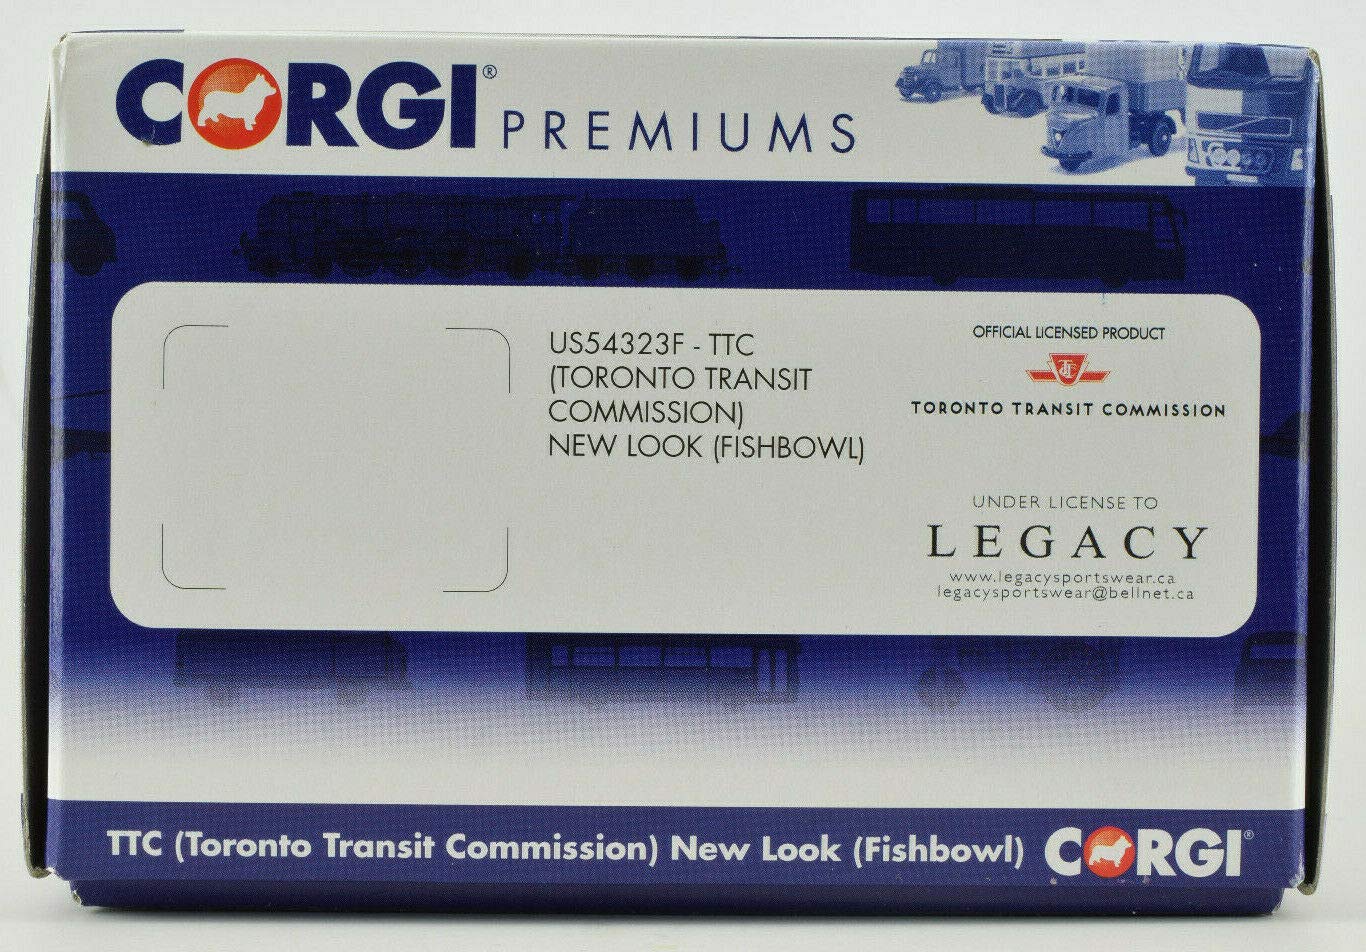 CORGI® PREMIUMS
US54323F - TTC
(TORONTO TRANSIT
COMMISSION)
NEW LOOK (FISHBOWL)
OFFICIAL LICENSED PRODUCT
TTC
TORONTO TRANSIT COMMISSION
UNDER LICENSE TO
LEGACY
www.legacysportswear.ca
legacysportswear@bellnet.ca
TTC (Toronto Transit Commission) New Look (Fishbowl) CORGI®